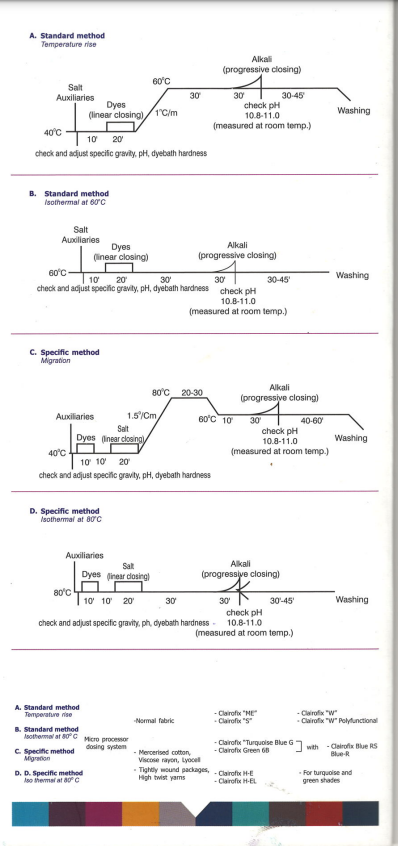 A. Standard method
Temperature rise
Alkali
(progressive closing)
60°C
Salt
Auxiliaries
30'
30'
30-45'
Dyes
(linear closing)
1°C/m
check pH
10.8-11.0
(measured at room temp.)
Washing
40°C
10'
20'
check and adjust specific gravity, pH, dyebath hardness
B. Standard method
Isothermal at 60°C
Salt
Auxiliaries
Dyes
(linear closing)
Alkali
(progressive closing)
60°C
10'
20'
30'
30'
30-45'
Washing
check and adjust specific gravity, pH, dyebath hardness
check pH
10.8-11.0
(measured at room temp.)
C. Specific method
Migration
80°C
20-30
Alkali
(progressive closing)
Auxiliaries
1.5°/Cm
60°C
10'
30'
40-60'
Salt
Dyes
(linear closing)
check pH
10.8-11.0
(measured at room temp.)
Washing
40°C
10'
10'
20'
check and adjust specific gravity, pH, dyebath hardness
D. Specific method
Isothermal at 80°C
Auxiliaries
Salt
Dyes
(linear closing)
Alkali
(progressive closing)
80°C
10'
10'
20'
30'
30'
30'-45'
Washing
check and adjust specific gravity, ph, dyebath hardness -
check pH
10.8-11.0
(measured at room temp.)
A. Standard method
Temperature rise
B. Standard method
Isothermal at 80° C
C. Specific method
Migration
D. D. Specific method
Iso thermal at 80° C
Micro processor
dosing system
-Normal fabric
- Mercerised cotton,
Viscose rayon, Lyocell
- Tightly wound packages,
High twist yarns
- Clairofix "ME"
- Clairofix "S"
- Clairofix "Turquoise Blue G
- Clairofix Green 6B
- Clairofix H-E
- Clairofix H-EL
- Clairofix "W"
- Clairofix "W" Polyfunctional
with
- Clairofix Blue RS
Blue-R
- For turquoise and
green shades